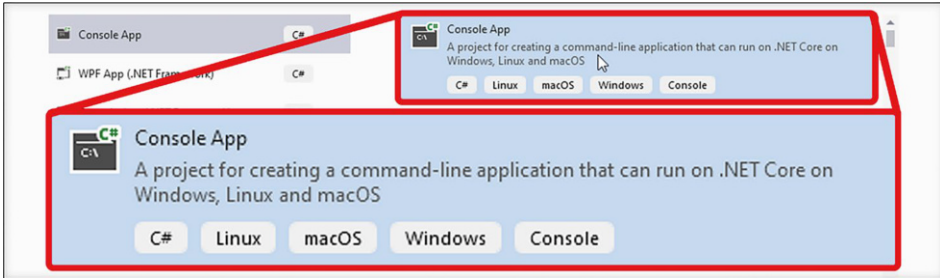 Console App
C#
WPF App (.NET Framework)
C#
C#
C:\
Console App
A project for creating a command-line application that can run on .NET Core on
Windows, Linux and macOS
C# Linux macOS Windows Console
C#
C:\
Console App
A project for creating a command-line application that can run on .NET Core on
Windows, Linux and macOS
C# Linux macOS Windows Console